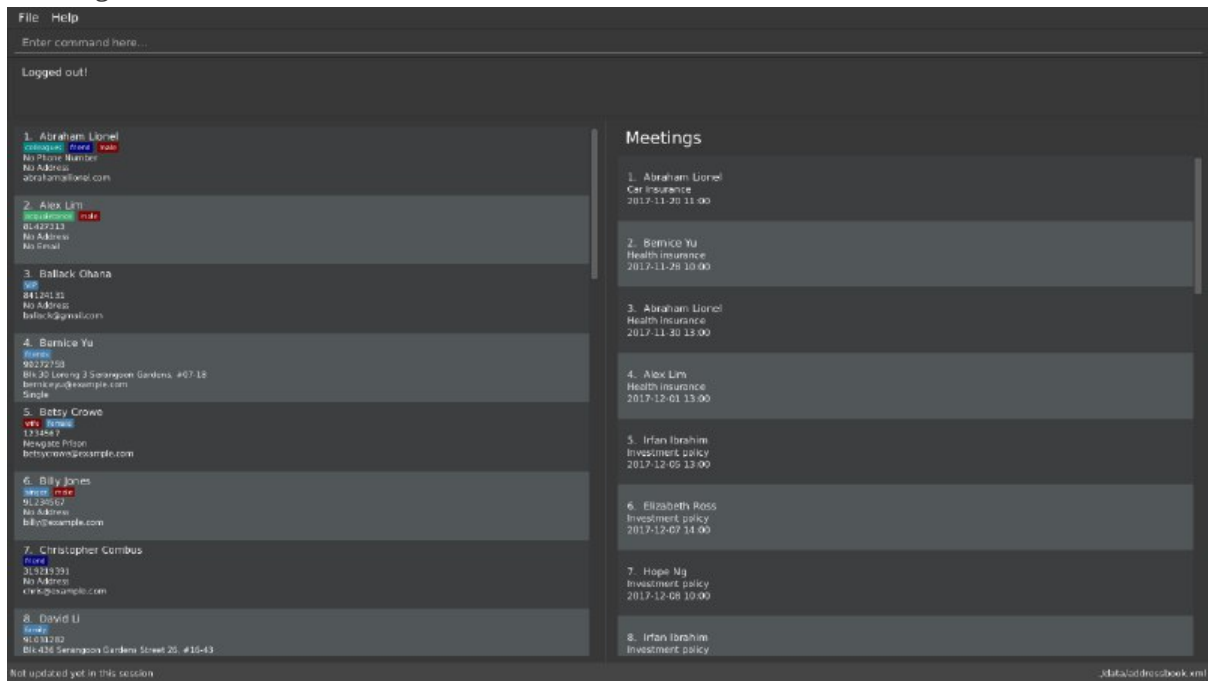 File Help
Enter command here...
Logged out!
1. Abraham Lionel
colleagues friend male
No Phone Number
No Address
abraham@lionel.com
2. Alex Lim
acquaintance male
81427313
No Address
No Email
3. Ballack Ohana
VIP
84124131
No Address
ballack@gmail.com
4. Bernice Yu
friends
99272758
Blk 30 Lorong 3 Serangoon Gardens, #07-18
berniceyu@example.com
Single
5. Betsy Crowe
wife
1234567
Newgate Prison
betsycrowe@example.com
6. Billy Jones
male
91234567
No Address
billy@example.com
7. Christopher Combus
friend
319219391
No Address
chris@example.com
8. David Li
family
91031282
Blk 436 Serangoon Gardens Street 26, #16-43
Meetings
1. Abraham Lionel
Car Insurance
2017-11-20 11:00
2. Bernice Yu
Health insurance
2017-11-28 10:00
3. Abraham Lionel
Health insurance
2017-11-30 13:00
4. Alex Lim
Health insurance
2017-12-01 13:00
5. Irfan Ibrahim
Investment policy
2017-12-05 13:00
6. Elizabeth Ross
Investment policy
2017-12-07 14:00
7. Hope Ng
Investment policy
2017-12-08 10:00
8. Irfan Ibrahim
Investment policy
Not updated yet in this session
./data/addressbook.xml